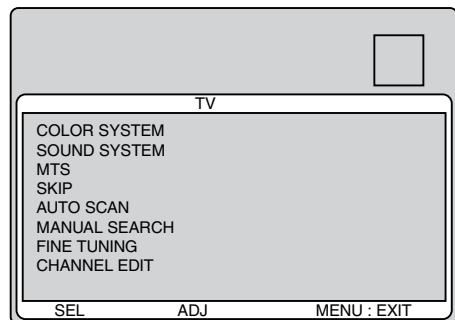 TV
COLOR SYSTEM
SOUND SYSTEM
MTS
SKIP
AUTO SCAN
MANUAL SEARCH
FINE TUNING
CHANNEL EDIT
SEL ADJ MENU : EXIT